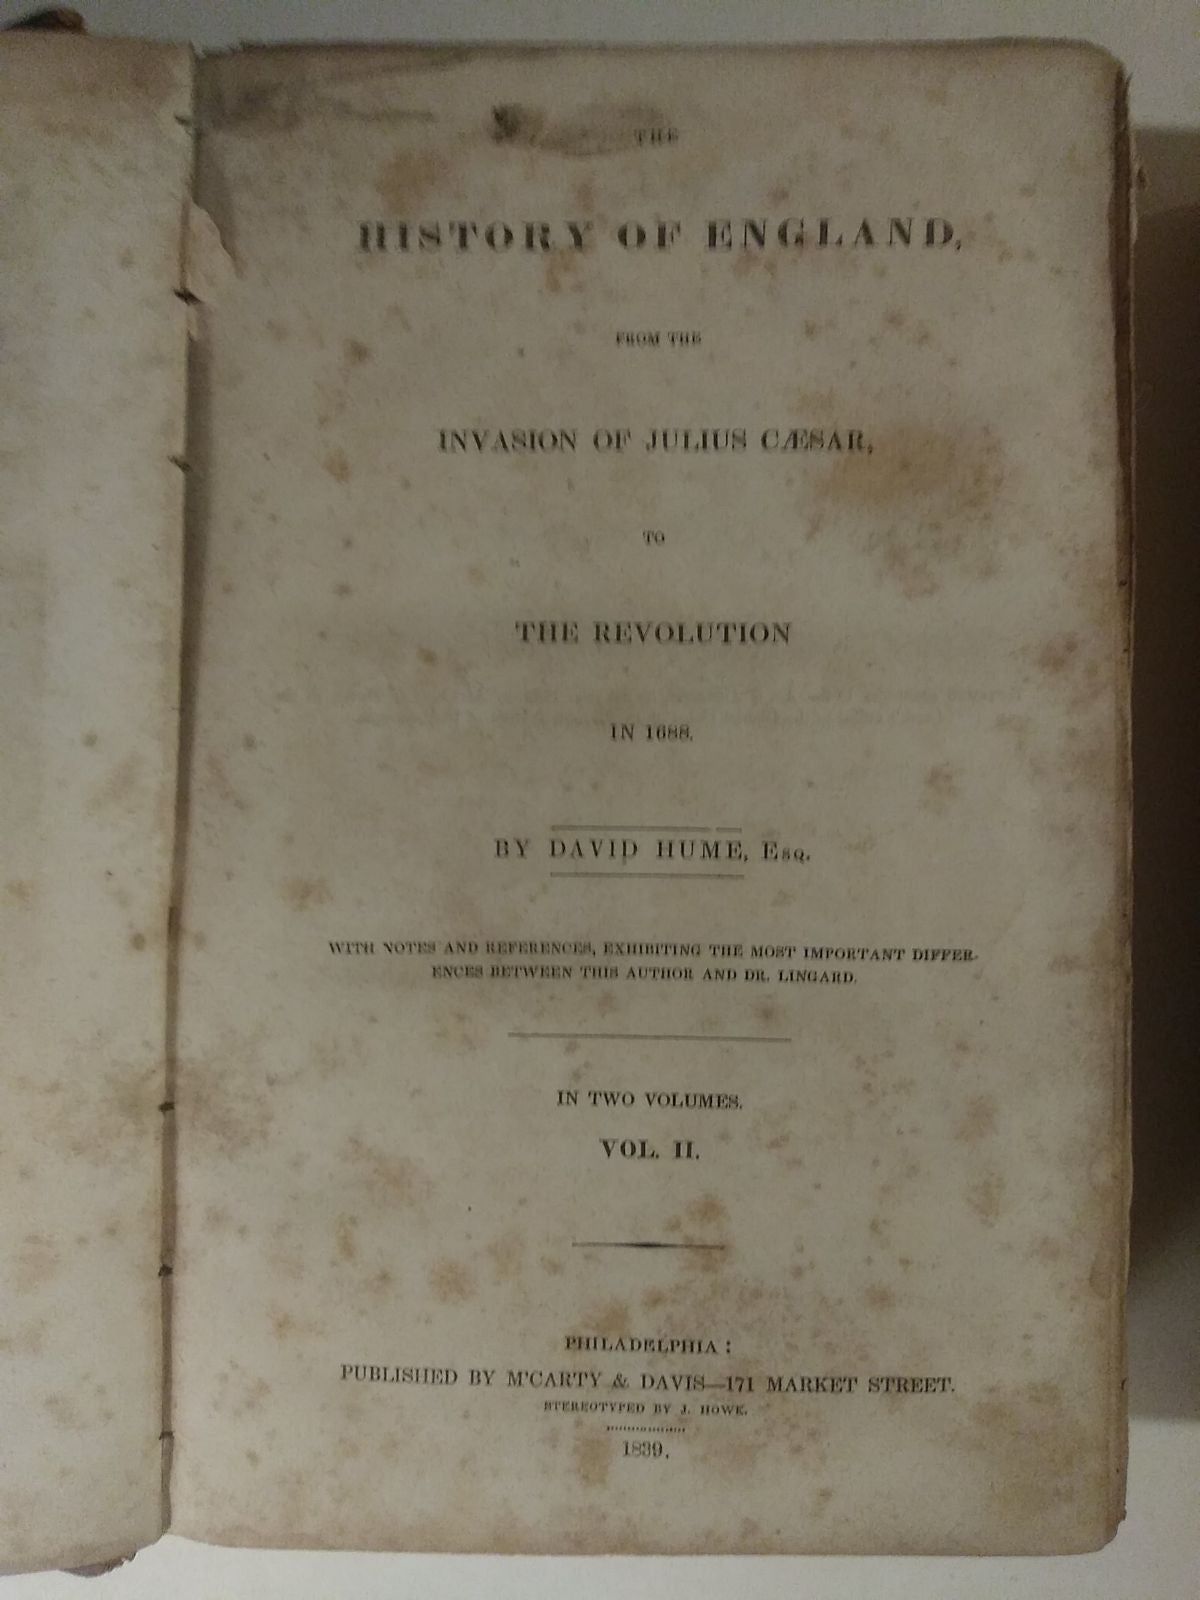 THE
HISTORY OF ENGLAND,
FROM THE
INVASION OF JULIUS CÆSAR,
TO
THE REVOLUTION
IN 1688.
BY DAVID HUME, Esq.
WITH NOTES AND REFERENCES, EXHIBITING THE MOST IMPORTANT DIFFER-
ENCES BETWEEN THIS AUTHOR AND DR. LINGARD.
IN TWO VOLUMES.
VOL. II.
PHILADELPHIA:
PUBLISHED BY M'CARTY & DAVIS—171 MARKET STREET.
STEREOTYPED BY J. HOWE.
1839.